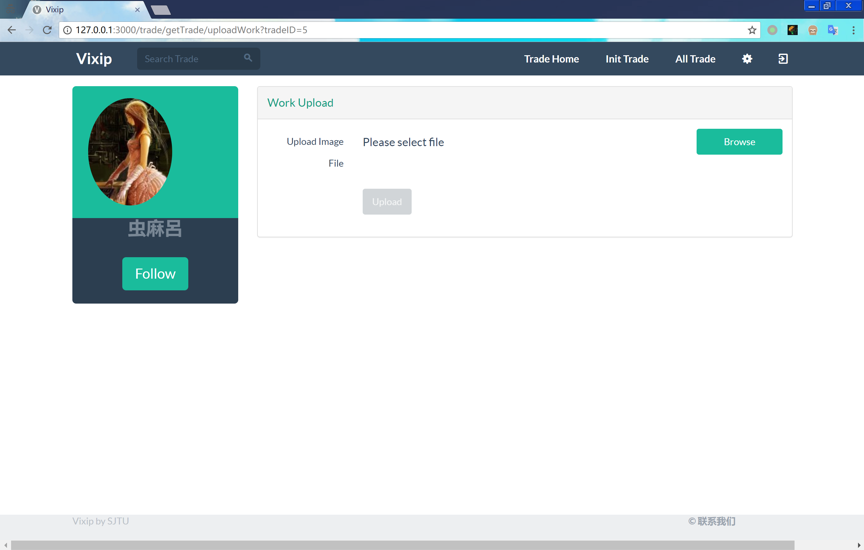 Vixip
127.0.0.1:3000/trade/getTrade/uploadWork?tradeID=5
Vixip
Search Trade
Trade Home
Init Trade
All Trade
Work Upload
Upload Image
File
Please select file
Browse
Upload
虫麻呂
Follow
Vixip by SJTU
© 联系我们